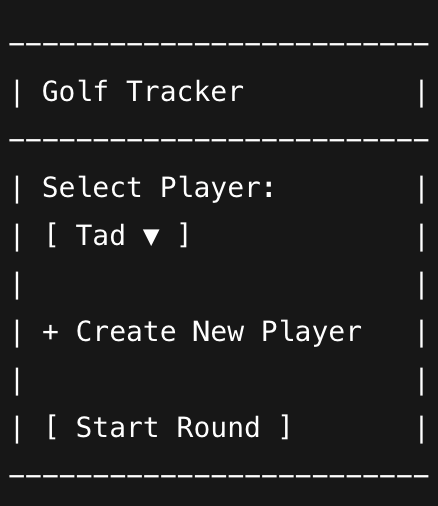 -------------------------
| Golf Tracker          |
-------------------------
| Select Player:        |
| [ Tad ▼ ]             |
|                       |
| + Create New Player   |
|                       |
| [ Start Round ]       |
-------------------------